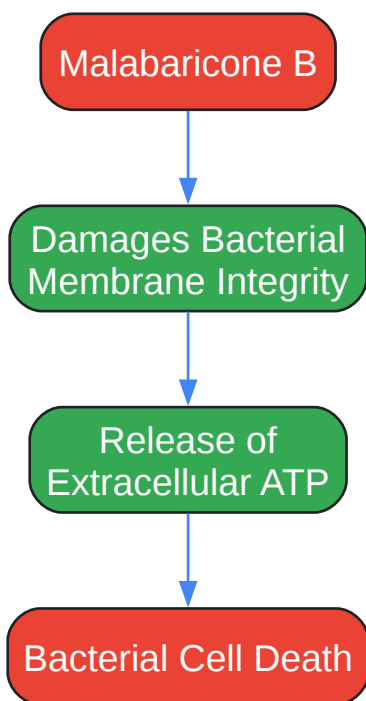 Malabaricone B
Damages Bacterial
Membrane Integrity
Release of
Extracellular ATP
Bacterial Cell Death